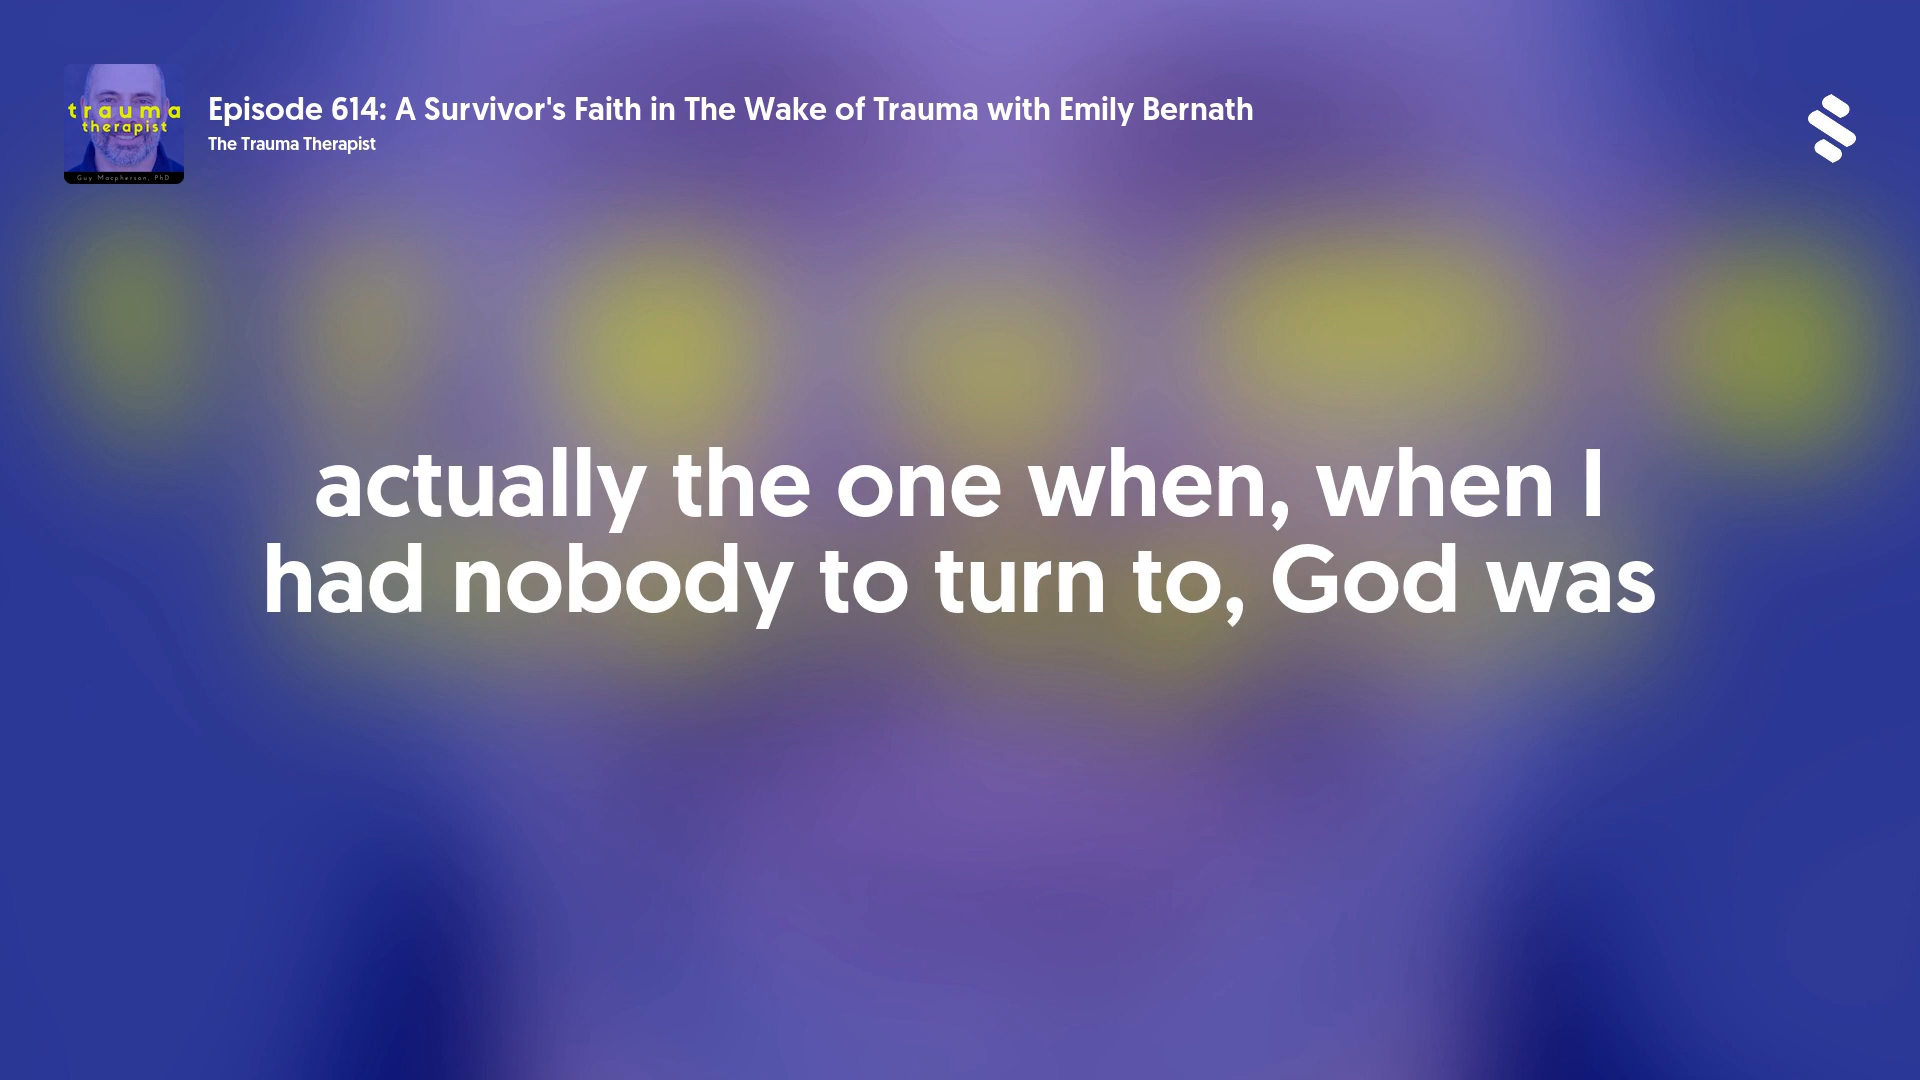 trauma
therapist
Guy Macpherson, PhD
Episode 614: A Survivor's Faith in The Wake of Trauma with Emily Bernath
The Trauma Therapist
actually the one when, when I
had nobody to turn to, God was